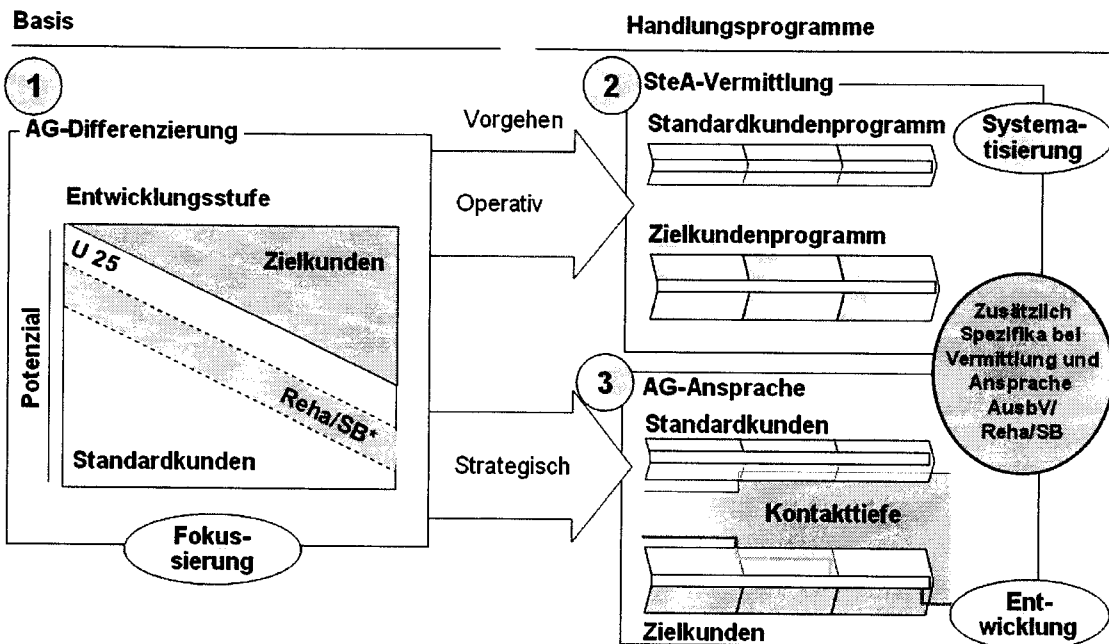 Basis
Handlungsprogramme
1
AG-Differenzierung
Entwicklungsstufe
Potenzial
U 25
Zielkunden
Reha/SB*
Standardkunden
Fokus-
sierung
Vorgehen
Operativ
Strategisch
2
SteA-Vermittlung
Standardkundenprogramm
Systema-
tisierung
Zielkundenprogramm
Zusätzlich
Spezifika bei
Vermittlung und
Ansprache
AusbV/
Reha/SB
3
AG-Ansprache
Standardkunden
Kontakttiefe
Zielkunden
Ent-
wicklung